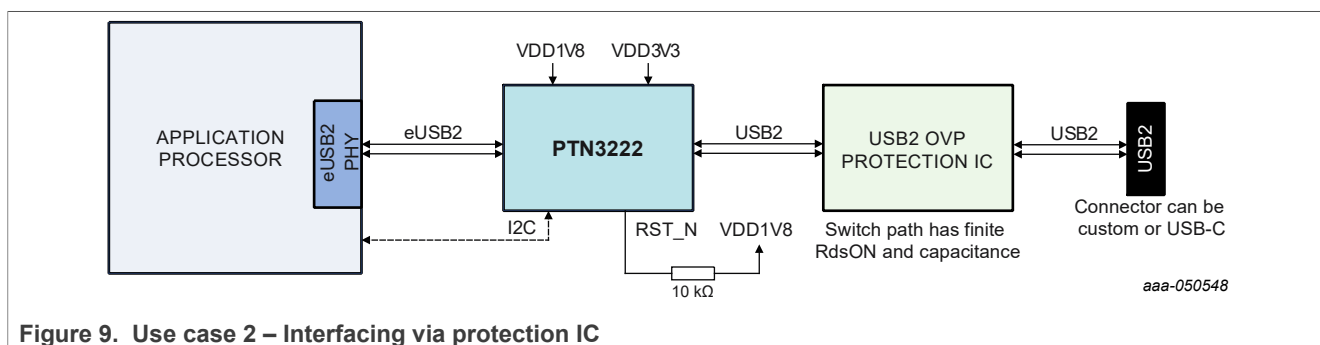 VDD1V8
VDD3V3
APPLICATION
PROCESSOR
eUSB2
PHY
eUSB2
PTN3222
USB2
USB2 OVP
PROTECTION IC
USB2
USB2
I2C
RST_N
VDD1V8
10 kΩ
Switch path has finite
RdsON and capacitance
Connector can be
custom or USB-C
aaa-050548
Figure 9. Use case 2 – Interfacing via protection IC